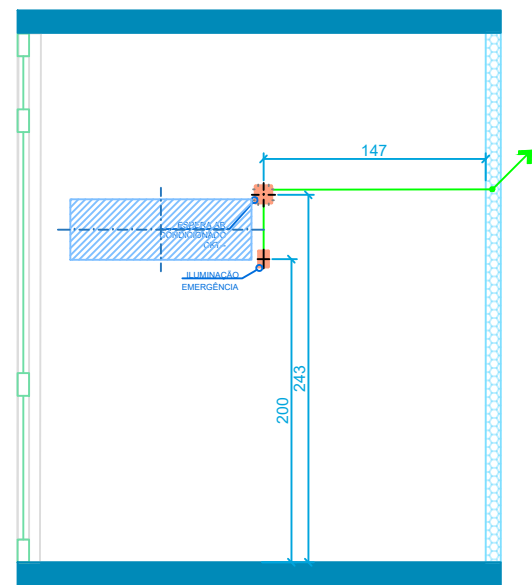 147
ESPERA AR
CONDICIONADO
ILUMINAÇÃO
EMERGÊNCIA
243
200